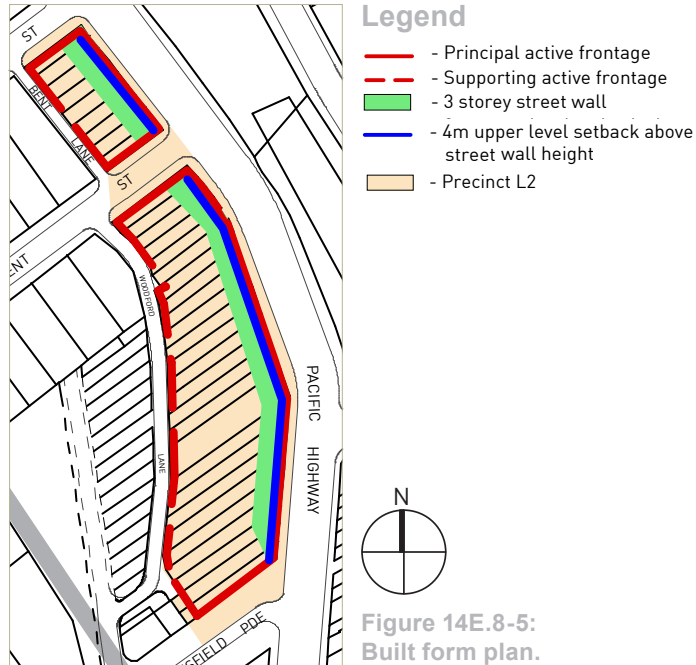 ST
BENT
LANE
ST
ENT
WOODFORD
LANE
PACIFIC
HIGHWAY
SFIELD PDE
Legend
- Principal active frontage
- Supporting active frontage
- 3 storey street wall
- 4m upper level setback above
street wall height
- Precinct L2
N
Figure 14E.8-5:
Built form plan.